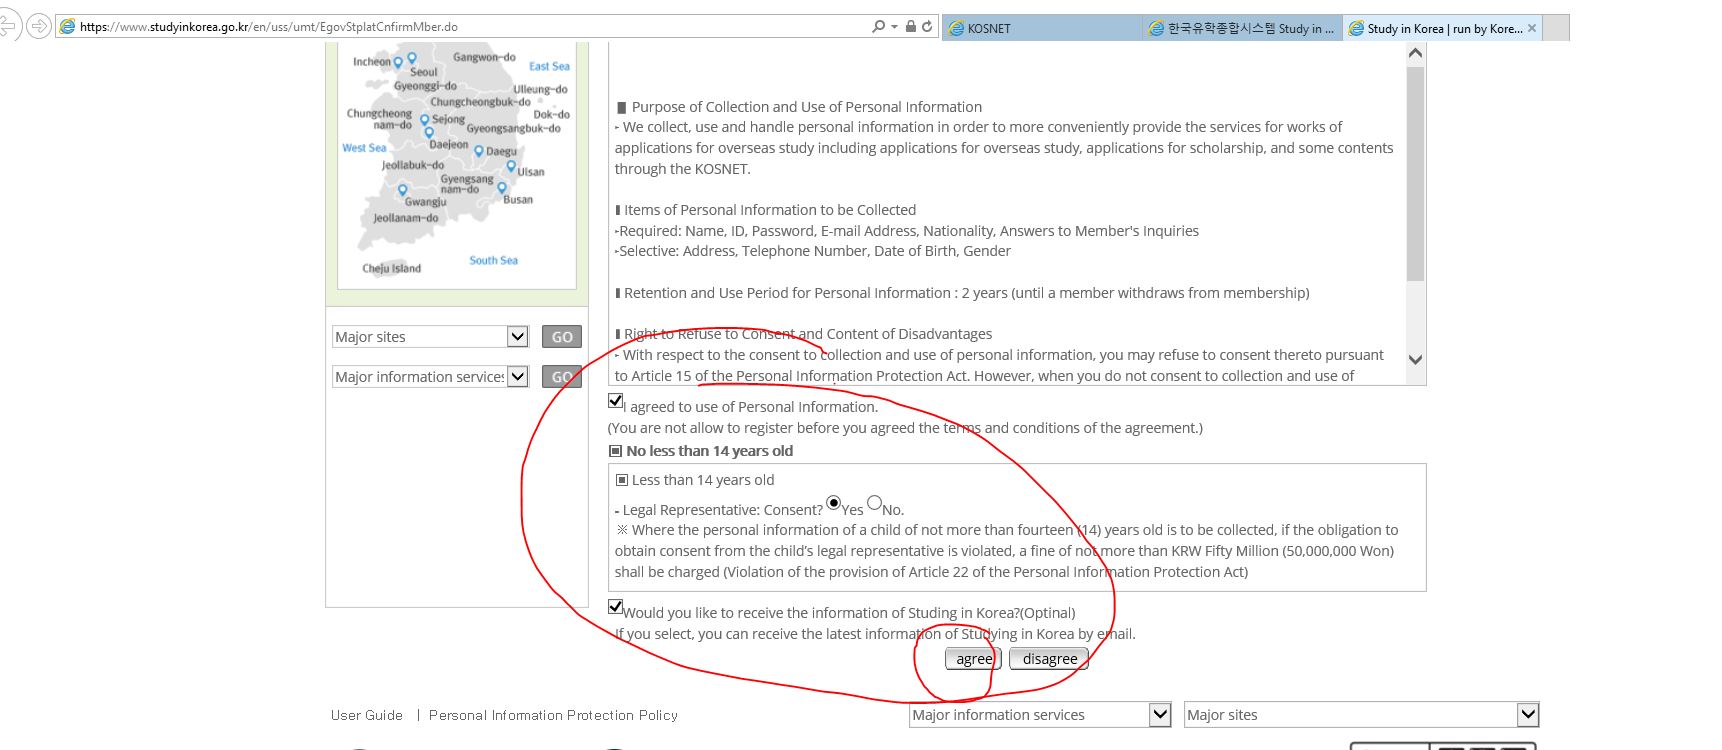 https://www.studyinkorea.go.kr/en/uss/umt/EgovStplatCnfirmMber.do
KOSNET
한국유학종합시스템 Study in ...
Study in Korea | run by Kore...
Incheon
Seoul
Gangwon-do
East Sea
Gyeonggi-do
Ulleung-do
Chungcheongbuk-do
Chungcheong
nam-do
Sejong
Dok-do
Gyeongsangbuk-do
West Sea
Daejeon
Daegu
Jeollabuk-do
Ulsan
Gyengsang
nam-do
Gwangju
Busan
Jeollanam-do
South Sea
Cheju Island
Major sites
GO
Major information services
GO
Purpose of Collection and Use of Personal Information
- We collect, use and handle personal information in order to more conveniently provide the services for works of
applications for overseas study including applications for overseas study, applications for scholarship, and some contents
through the KOSNET.
Items of Personal Information to be Collected
-Required: Name, ID, Password, E-mail Address, Nationality, Answers to Member's Inquiries
-Selective: Address, Telephone Number, Date of Birth, Gender
Retention and Use Period for Personal Information : 2 years (until a member withdraws from membership)
Right to Refuse to Consent and Content of Disadvantages
- With respect to the consent to collection and use of personal information, you may refuse to consent thereto pursuant
to Article 15 of the Personal Information Protection Act. However, when you do not consent to collection and use of
I agreed to use of Personal Information.
(You are not allow to register before you agreed the terms and conditions of the agreement.)
▣ No less than 14 years old
▣ Less than 14 years old
- Legal Representative: Consent? Yes No.
※ Where the personal information of a child of not more than fourteen (14) years old is to be collected, if the obligation to
obtain consent from the child's legal representative is violated, a fine of not more than KRW Fifty Million (50,000,000 Won)
shall be charged (Violation of the provision of Article 22 of the Personal Information Protection Act)
Would you like to receive the information of Studing in Korea?(Optinal)
If you select, you can receive the latest information of Studying in Korea by email.
agree disagree
User Guide | Personal Information Protection Policy
Major information services
Major sites